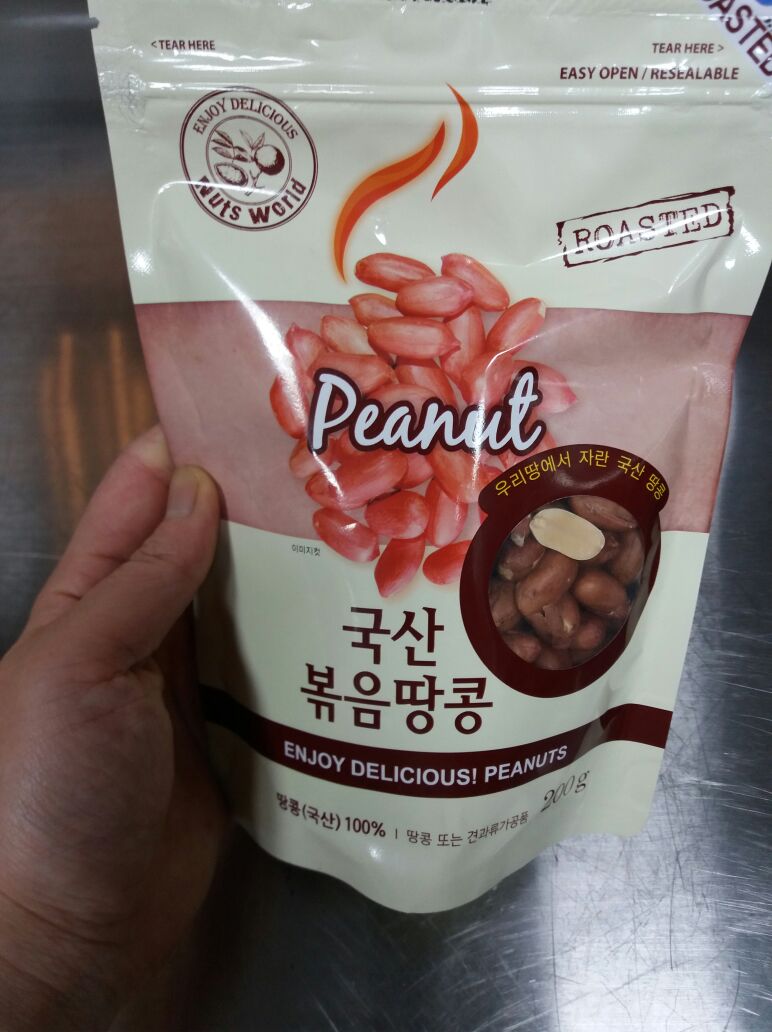 < TEAR HERE
TEAR HERE >
EASY OPEN / RESEALABLE
ASTED
ENJOY DELICIOUS
Nuts World
ROASTED
Peanut
우리땅에서 자란 국산 땅콩
이미지컷
국산
볶음땅콩
ENJOY DELICIOUS! PEANUTS
200 g
땅콩(국산) 100% | 땅콩 또는 견과류가공품